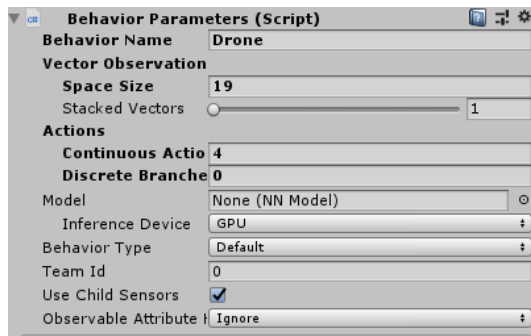 C# Behavior Parameters (Script)
Behavior Name Drone
Vector Observation
Space Size 19
Stacked Vectors 1
Actions
Continuous Actio 4
Discrete Branche 0
Model None (NN Model)
Inference Device GPU
Behavior Type Default
Team Id 0
Use Child Sensors
Observable Attribute H Ignore